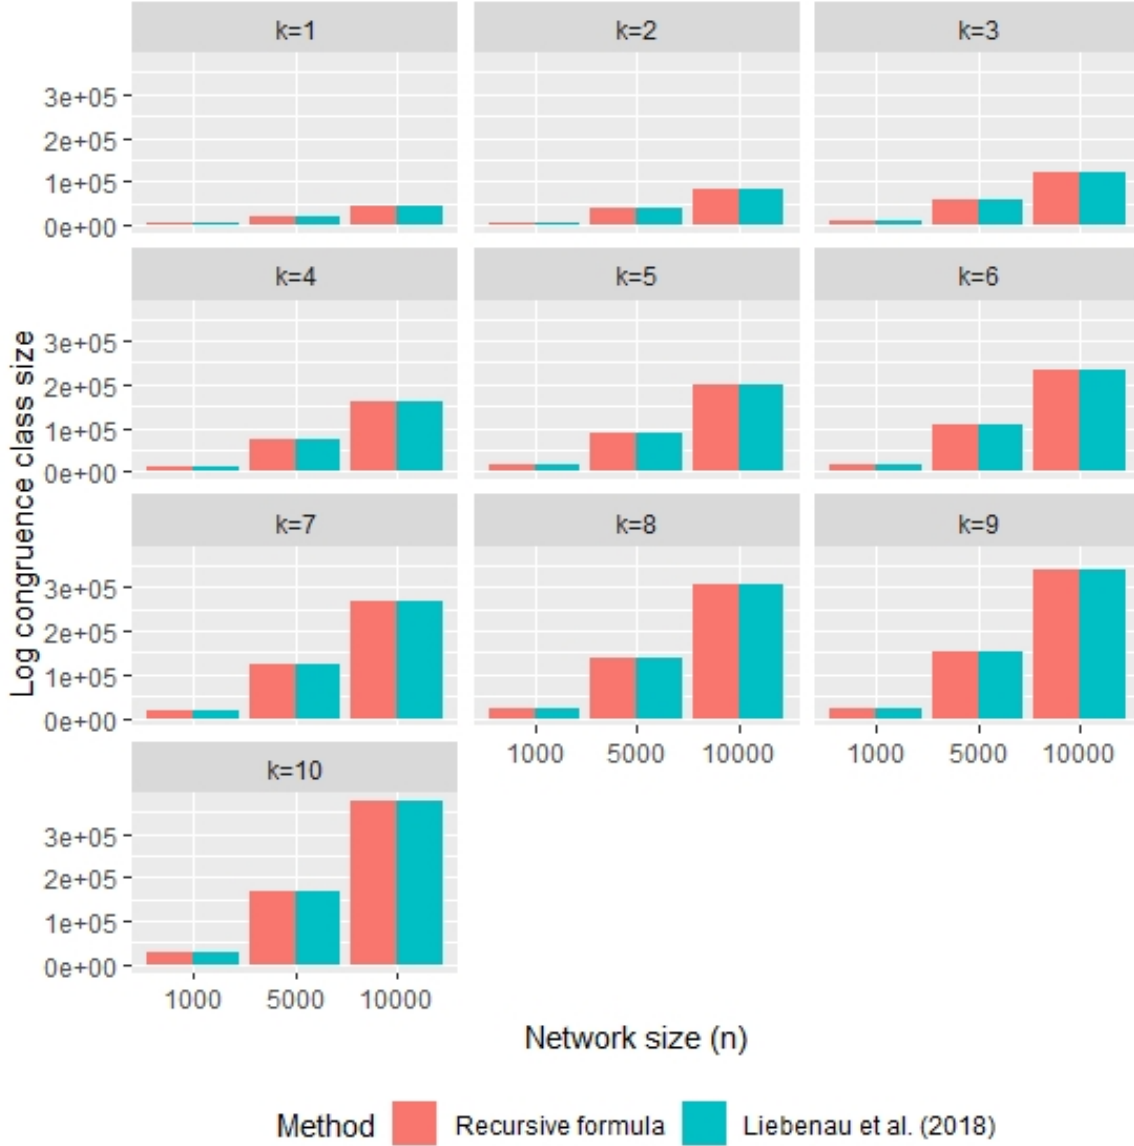 k=1 k=2 k=3
3e+05
2e+05
1e+05
0e+00
k=4 k=5 k=6
3e+05
2e+05
1e+05
0e+00
k=7 k=8 k=9
3e+05
2e+05
1e+05
0e+00
1000 5000 10000 1000 5000 10000
k=10
3e+05
2e+05
1e+05
0e+00
1000 5000 10000
Log congruence class size
Network size (n)
Method Recursive formula Liebenau et al. (2018)